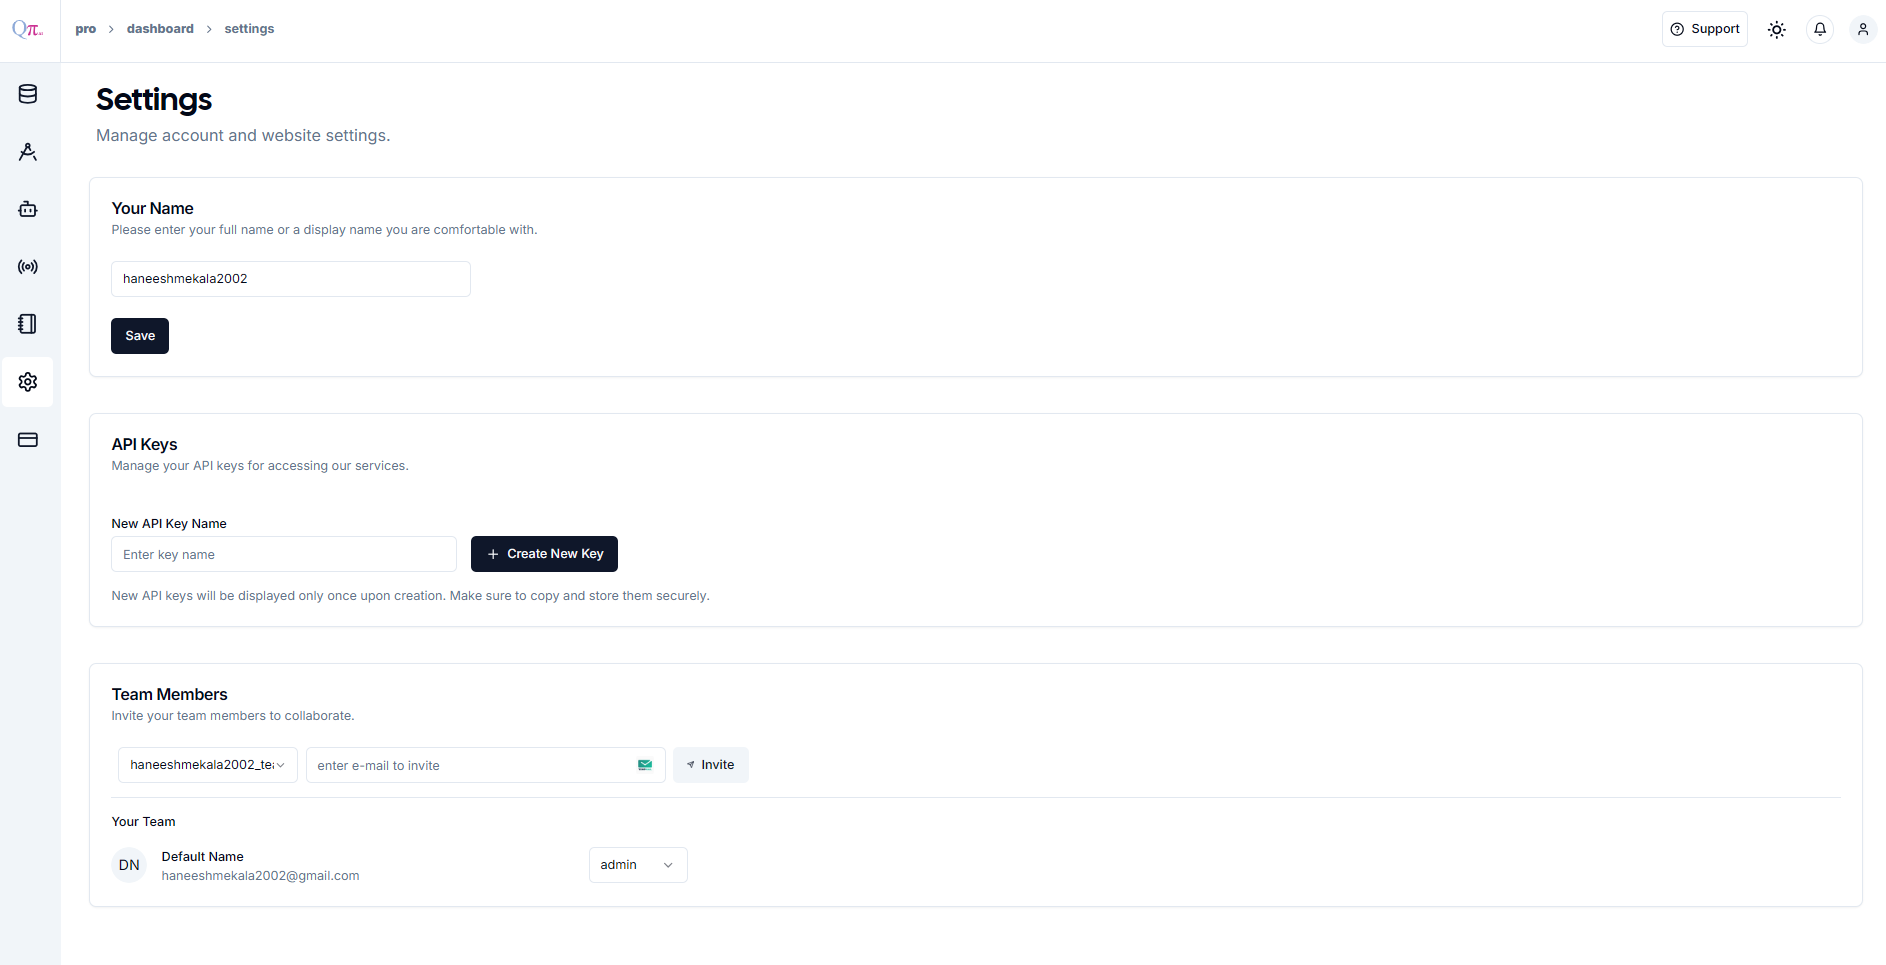 Qπ
pro > dashboard > settings
Support
Settings
Manage account and website settings.
Your Name
Please enter your full name or a display name you are comfortable with.
haneeshmekala2002
Save
API Keys
Manage your API keys for accessing our services.
New API Key Name
Enter key name
+ Create New Key
New API keys will be displayed only once upon creation. Make sure to copy and store them securely.
Team Members
Invite your team members to collaborate.
haneeshmekala2002_te
enter e-mail to invite
Invite
Your Team
DN
Default Name
haneeshmekala2002@gmail.com
admin